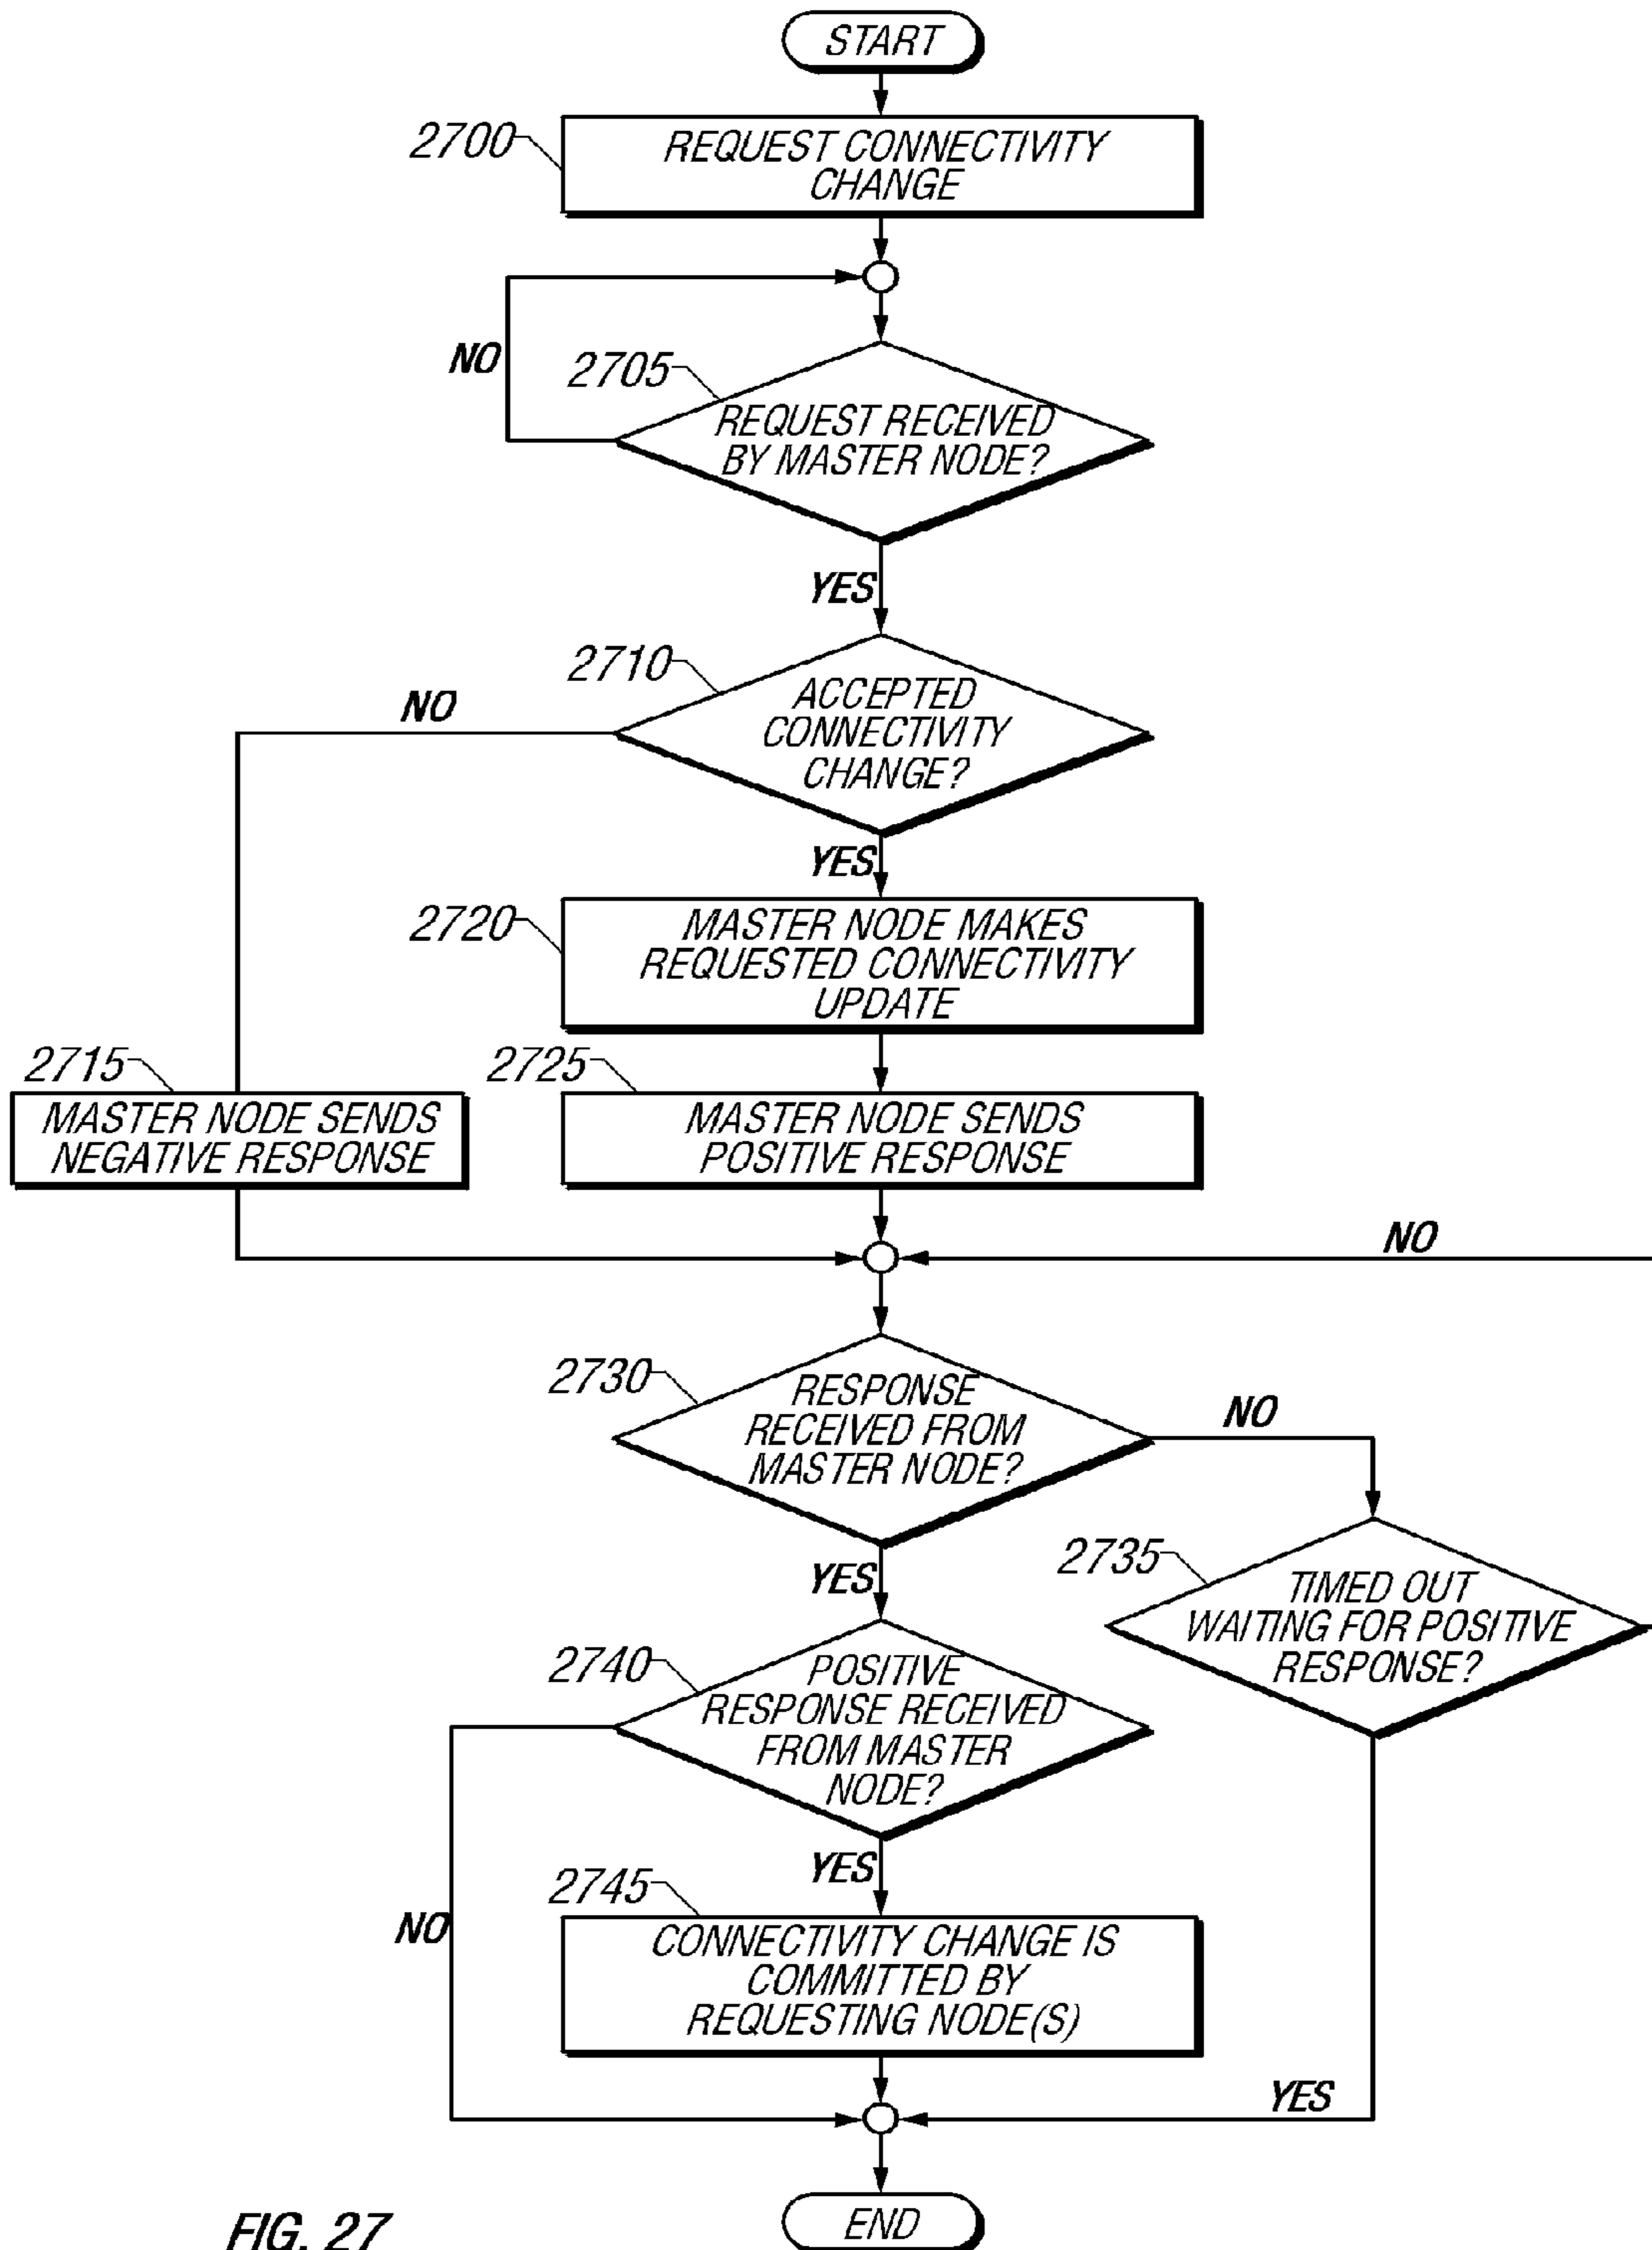 START
2700
REQUEST CONNECTIVITY
CHANGE
NO
2705
REQUEST RECEIVED
BY MASTER NODE?
YES
2710
NO
ACCEPTED
CONNECTIVITY
CHANGE?
YES
2720
MASTER NODE MAKES
REQUESTED CONNECTIVITY
UPDATE
2715
MASTER NODE SENDS
NEGATIVE RESPONSE
2725
MASTER NODE SENDS
POSITIVE RESPONSE
NO
2730
RESPONSE
RECEIVED FROM
MASTER NODE?
NO
YES
2735
TIMED OUT
WAITING FOR POSITIVE
RESPONSE?
2740
POSITIVE
RESPONSE RECEIVED
FROM MASTER
NODE?
YES
NO
2745
CONNECTIVITY CHANGE IS
COMMITTED BY
REQUESTING NODE(S)
YES
END
FIG. 27